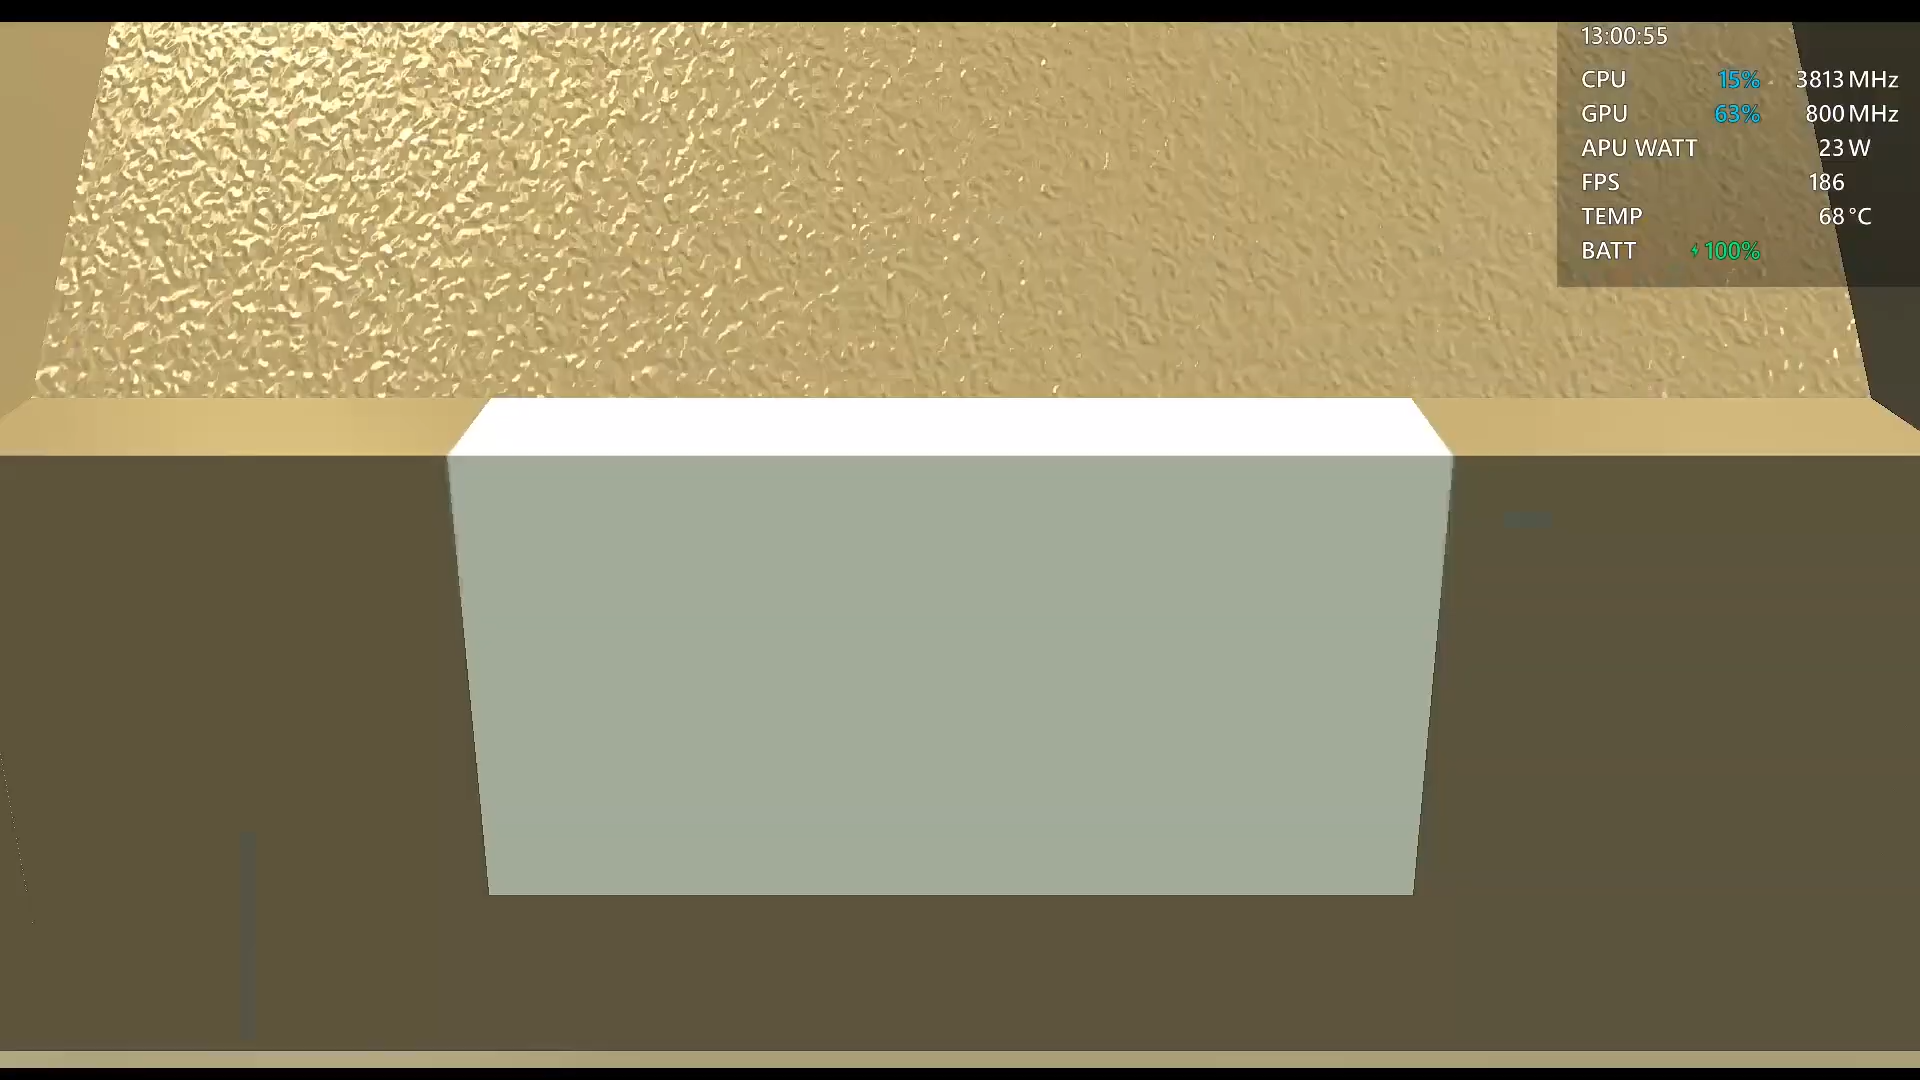 13:00:55
CPU 15% 3813 MHz
GPU 63% 800 MHz
APU WATT 23 W
FPS 186
TEMP 68 °C
BATT 100%